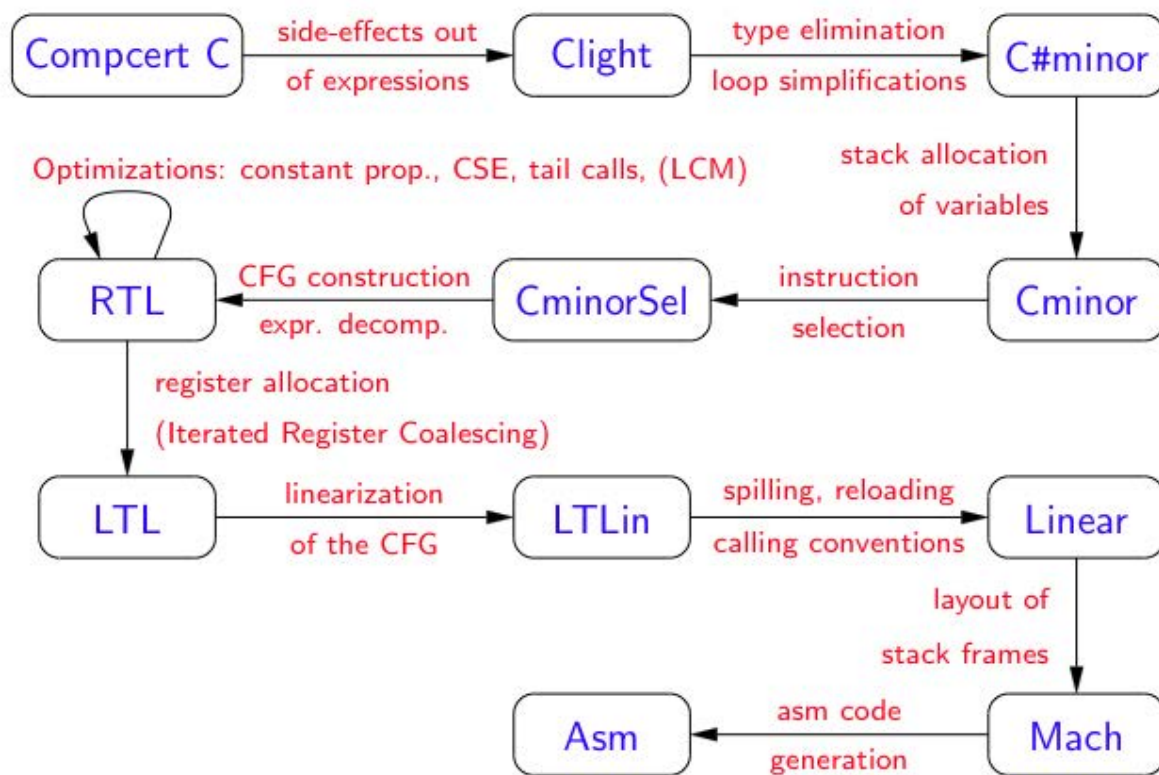 Compcert C
side-effects out
of expressions
Clight
type elimination
loop simplifications
C#minor
stack allocation
of variables
Optimizations: constant prop., CSE, tail calls, (LCM)
RTL
CFG construction
expr. decomp.
CminorSel
instruction
selection
Cminor
register allocation
(Iterated Register Coalescing)
LTL
linearization
of the CFG
LTLin
spilling, reloading
calling conventions
Linear
layout of
stack frames
Asm
asm code
generation
Mach